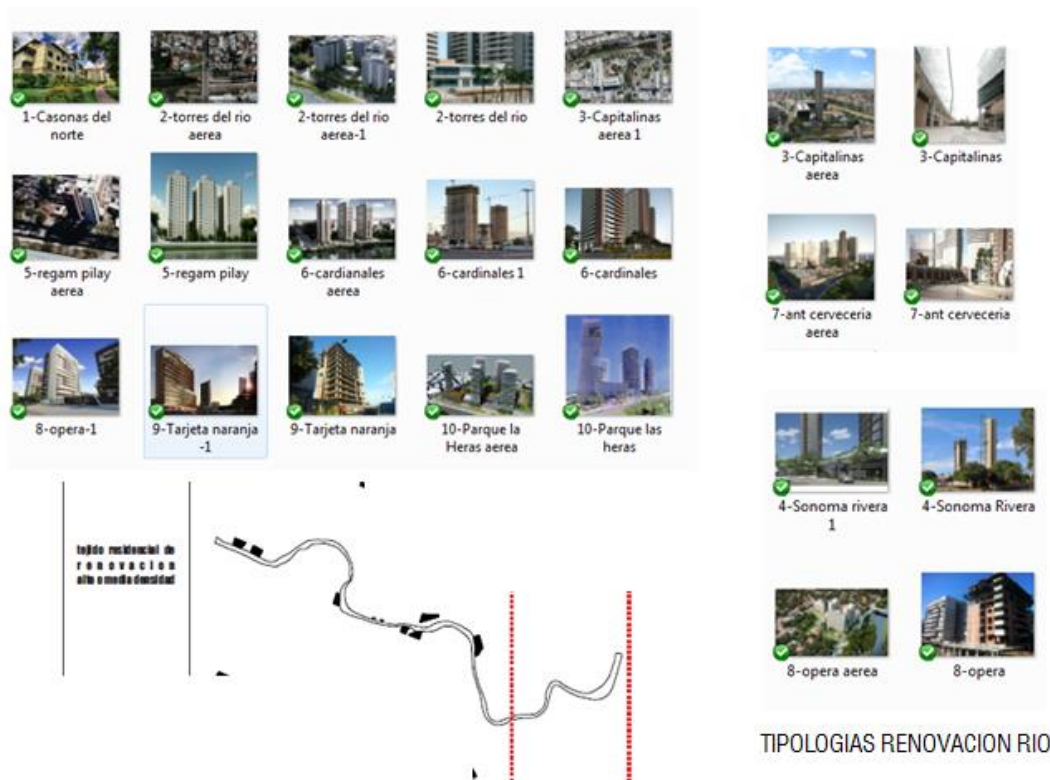 1-Casonas del
norte
2-torres del rio
aerea
2-torres del rio
aerea-1
2-torres del rio
3-Capitalinas
aerea 1
5-regam pilay
aerea
5-regam pilay
6-cardianales
aerea
6-cardinales 1
6-cardinales
8-opera-1
9-Tarjeta naranja
-1
9-Tarjeta naranja
10-Parque la
Heras aerea
10-Parque las
heras
3-Capitalinas
aerea
3-Capitalinas
7-ant cerveceria
aerea
7-ant cerveceria
4-Sonoma rivera
1
4-Sonoma Rivera
8-opera aerea
8-opera
tejido residencial de
renovacion
alta o media densidad
TIPOLOGIAS RENOVACION RIO